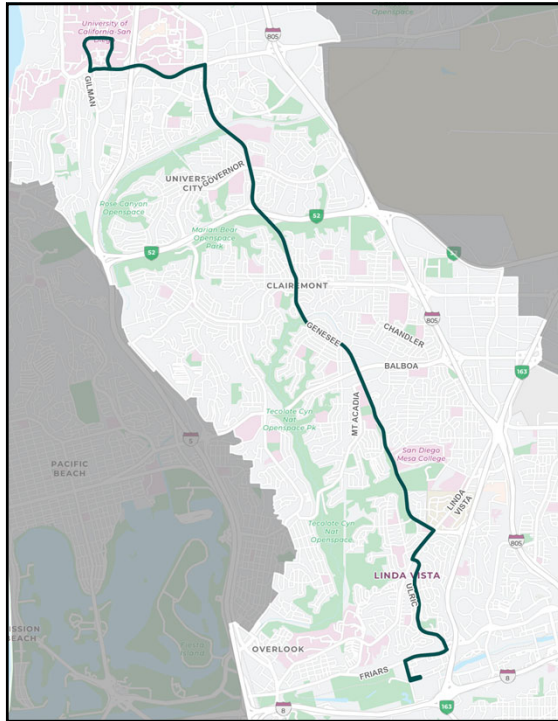 University of
California-San
Diego
805
GILMAN
GOVERNOR
UNIVERSITY
CITY
Rose Canyon
Openspace
52
Marian Bear
Openspace
Park
52
CLAIREMONT
GENESEE
CHANDLER
805
BALBOA
163
Tecolote Cyn
Nat
Openspace Pk
MT ACADIA
San Diego
Mesa College
PACIFIC
BEACH
5
LINDA
VISTA
Tecolote Cyn
Nat
Openspace
805
LINDA VISTA
ULRIC
MISSION
BEACH
OVERLOOK
FRIARS
8
8
163